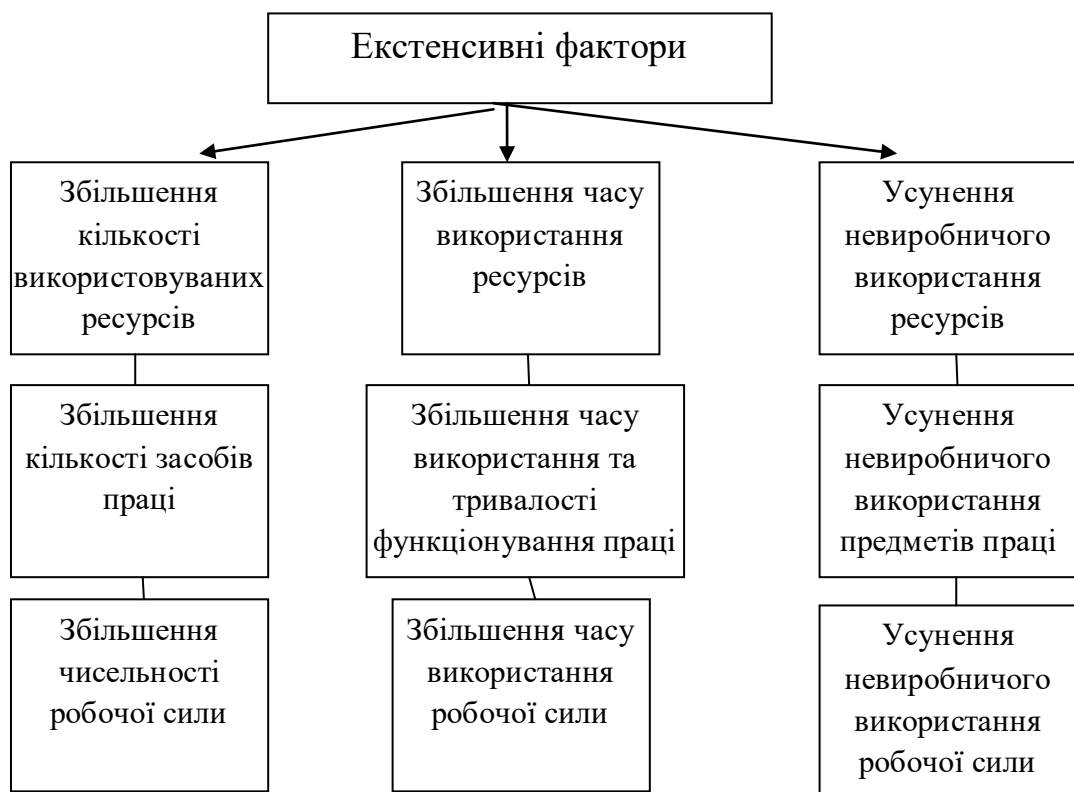 Екстенсивні фактори
Збільшення
кількості
використовуваних
ресурсів
Збільшення часу
використання
ресурсів
Усунення
невиробничого
використання
ресурсів
Збільшення
кількості засобів
праці
Збільшення часу
використання та
тривалості
функціонування праці
Усунення
невиробничого
використання
предметів праці
Збільшення
чисельності
робочої сили
Збільшення часу
використання
робочої сили
Усунення
невиробничого
використання
робочої сили